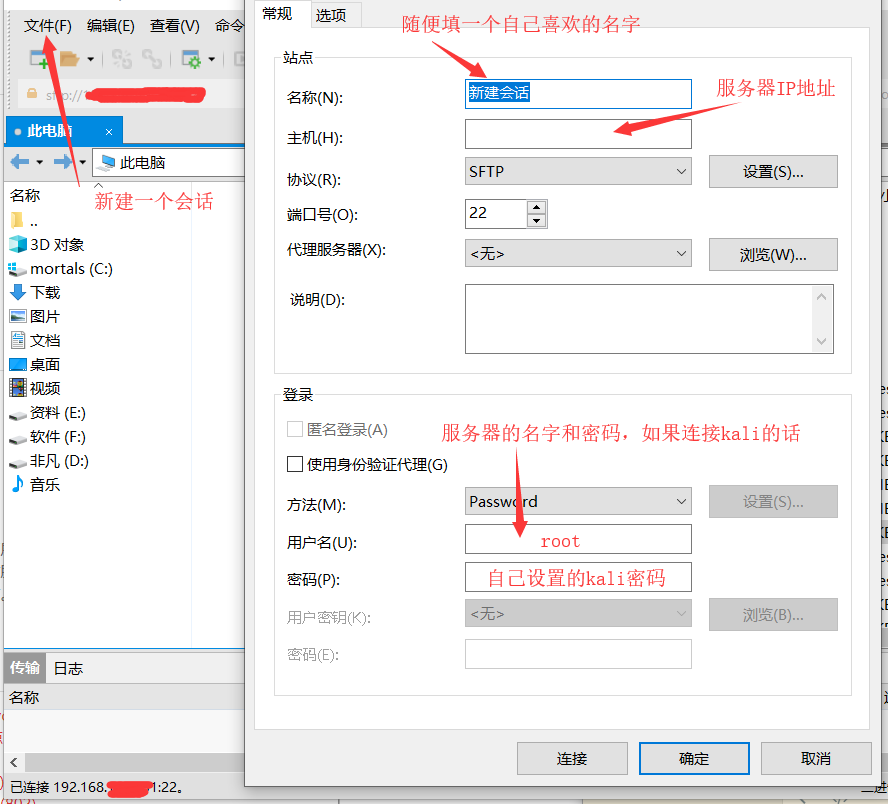 常规
选项
文件(F) 编辑(E) 查看(V) 命令
随便填一个自己喜欢的名字
站点
名称(N):
新建会话
服务器IP地址
主机(H):
协议(R):
SFTP
设置(S)...
端口号(O):
22
代理服务器(X):
<无>
浏览(W)...
说明(D):
sftp://
此电脑
×
此电脑
名称
新建一个会话
..
3D 对象
mortals (C:)
下载
图片
文档
桌面
视频
资料 (E:)
软件 (F:)
非凡 (D:)
音乐
登录
匿名登录(A)
服务器的名字和密码，如果连接kali的话
使用身份验证代理(G)
方法(M):
Password
设置(S)...
用户名(U):
root
密码(P):
自己设置的kali密码
用户密钥(K):
<无>
浏览(B)...
密码(E):
传输
日志
名称
连接
确定
取消
已连接 192.168.
1:22。
二进